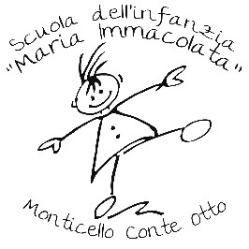 Scuola dell'infanzia
"Maria Immacolata"
Monticello Conte Otto